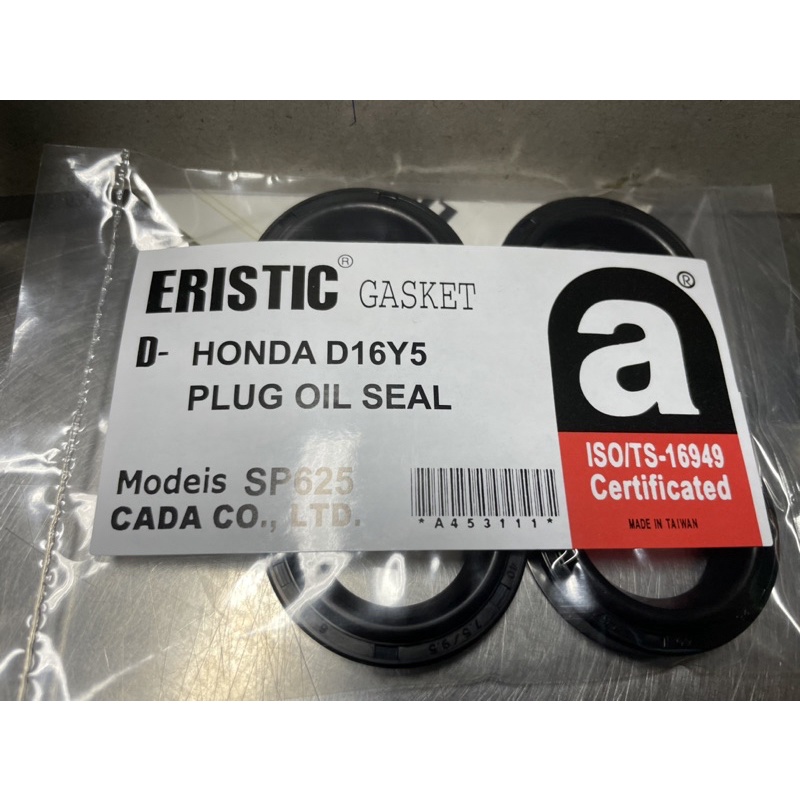 ERISTIC® GASKET
D- HONDA D16Y5
PLUG OIL SEAL
Modeis SP625
CADA CO., LTD.
*A453111*
a®
ISO/TS-16949
Certificated
MADE IN TAIWAN